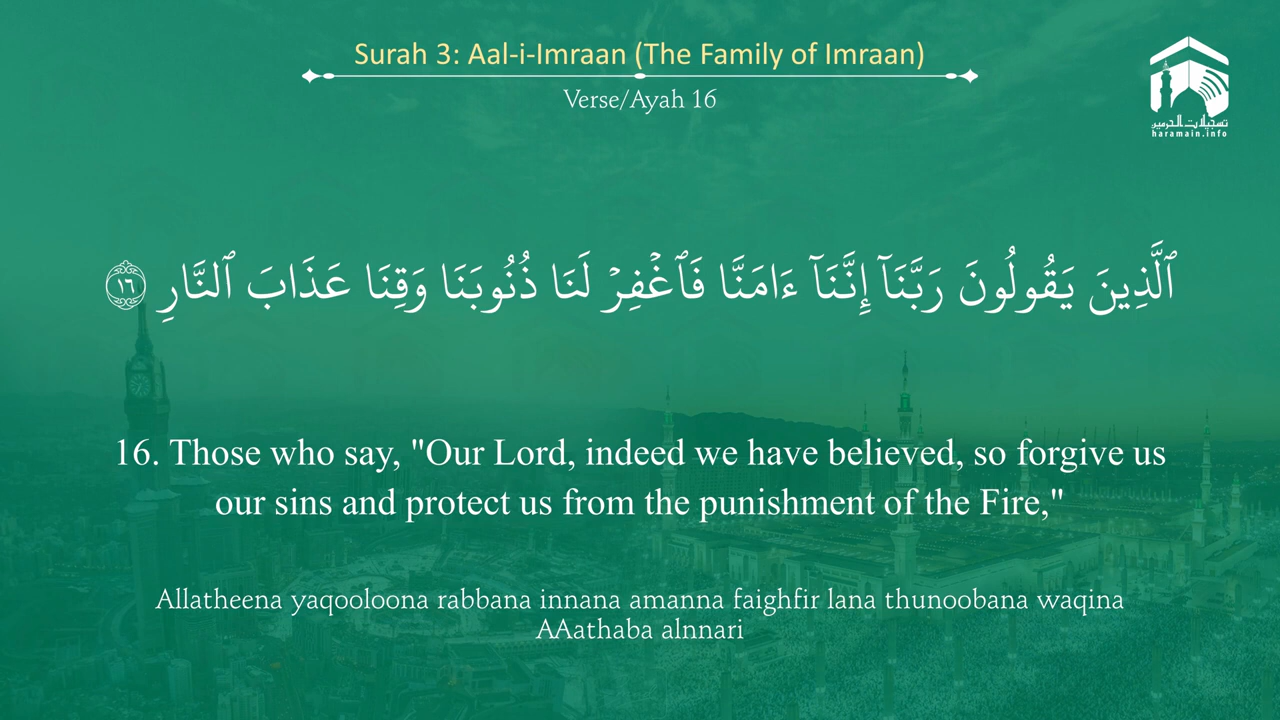 Surah 3: Aal-i-Imraan (The Family of Imraan)
Verse/Ayah 16
تسجيلات الحرمين
haramain.info
ٱلَّذِينَ يَقُولُونَ رَبَّنَآ إِنَّنَآ ءَامَنَّا فَٱغْفِرْ لَنَا ذُنُوبَنَا وَقِنَا عَذَابَ ٱلنَّارِ ١٦
16. Those who say, "Our Lord, indeed we have believed, so forgive us
our sins and protect us from the punishment of the Fire,"
Allatheena yaqooloona rabbana innana amanna faighfir lana thunoobana waqina
AAathaba alnnari